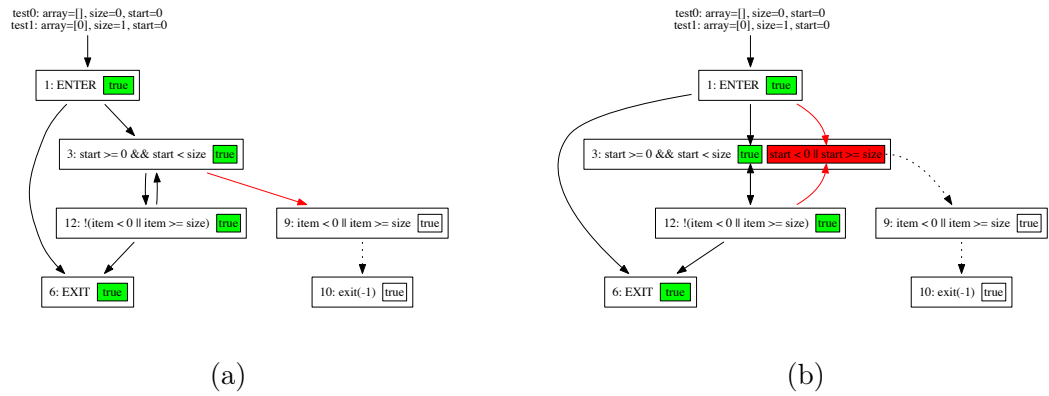 test0: array=[], size=0, start=0
test1: array=[0], size=1, start=0
1: ENTER true
3: start >= 0 && start < size true
12: !(item < 0 || item >= size) true
9: item < 0 || item >= size true
6: EXIT true
10: exit(-1) true
(a)
test0: array=[], size=0, start=0
test1: array=[0], size=1, start=0
1: ENTER true
3: start >= 0 && start < size true start < 0 || start >= size
12: !(item < 0 || item >= size) true
9: item < 0 || item >= size true
6: EXIT true
10: exit(-1) true
(b)